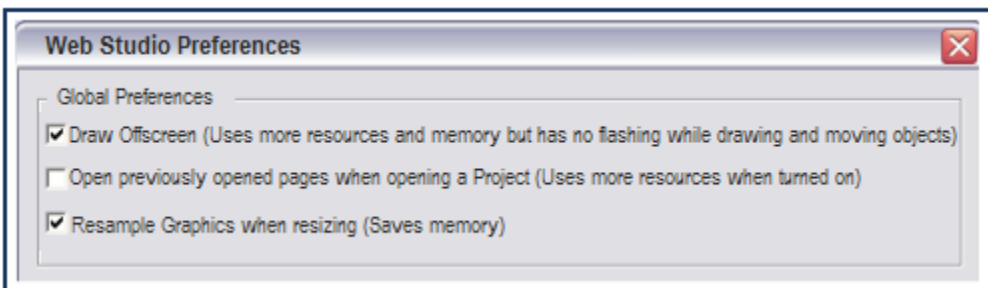 Web Studio Preferences
Global Preferences
Draw Offscreen (Uses more resources and memory but has no flashing while drawing and moving objects)
Open previously opened pages when opening a Project (Uses more resources when turned on)
Resample Graphics when resizing (Saves memory)